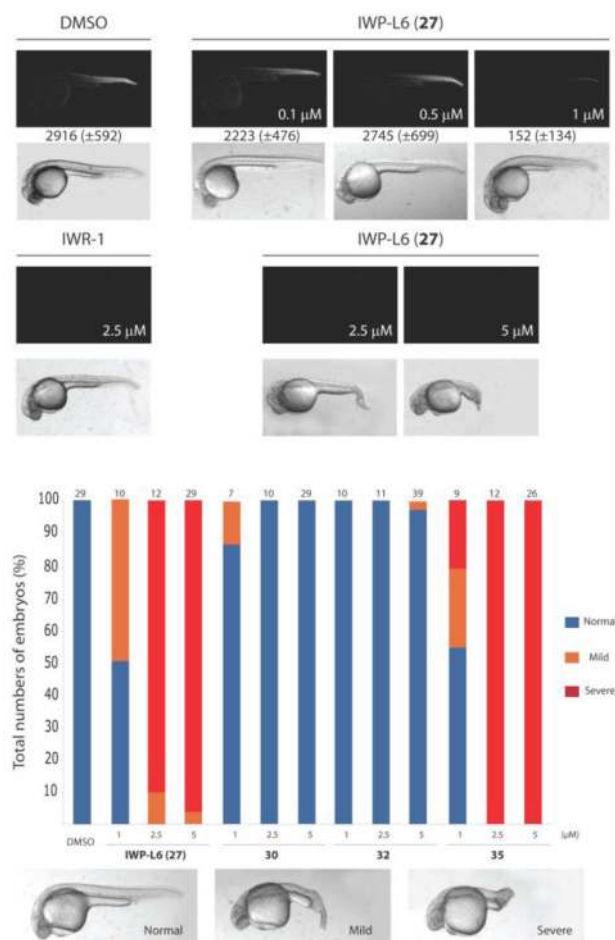 DMSO IWP-L6 (27)
0.1 μM 0.5 μM 1 μM
2916 (±592) 2223 (±476) 2745 (±699) 152 (±134)
IWR-1 IWP-L6 (27)
2.5 μM 2.5 μM 5 μM
29 10 12 29 7 10 29 10 11 39 9 12 26
100
90
80
70
60
50
40
30
20
10
Total numbers of embryos (%)
Normal
Mild
Severe
DMSO 1 2.5 5 1 2.5 5 1 2.5 5 1 2.5 5 (μM)
IWP-L6 (27) 30 32 35
Normal Mild Severe